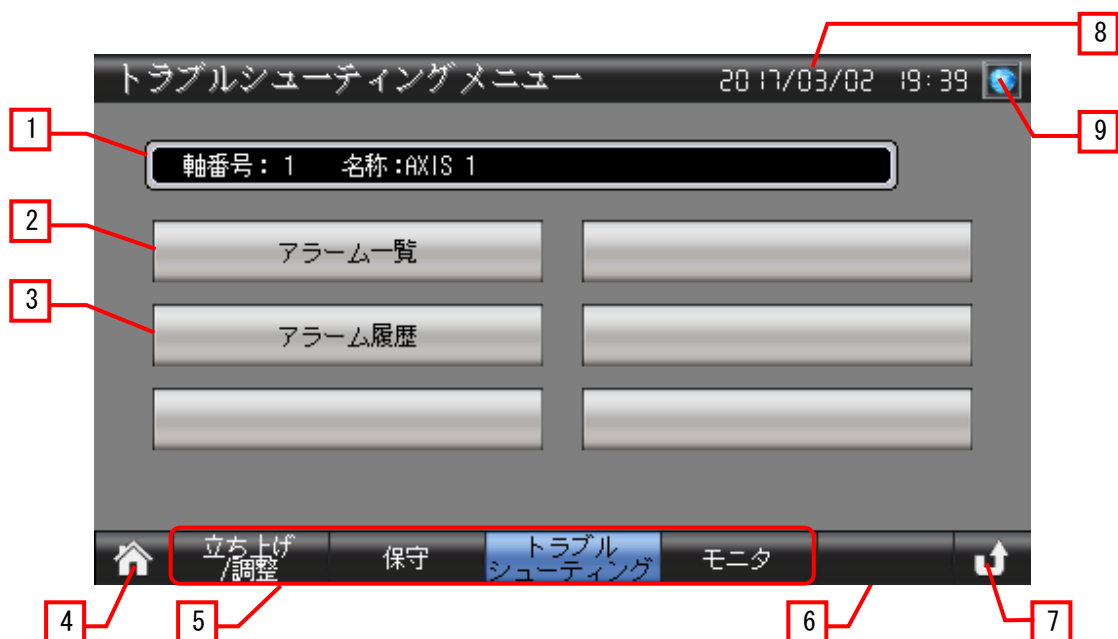 8
トラブルシューティングメニュー 2017/03/02 19:39
1
9
軸番号: 1 名称:AXIS 1
2
アラーム一覧
3
アラーム履歴
立ち上げ
/調整
保守
トラブル
シューティング
モニタ
4
5
6
7